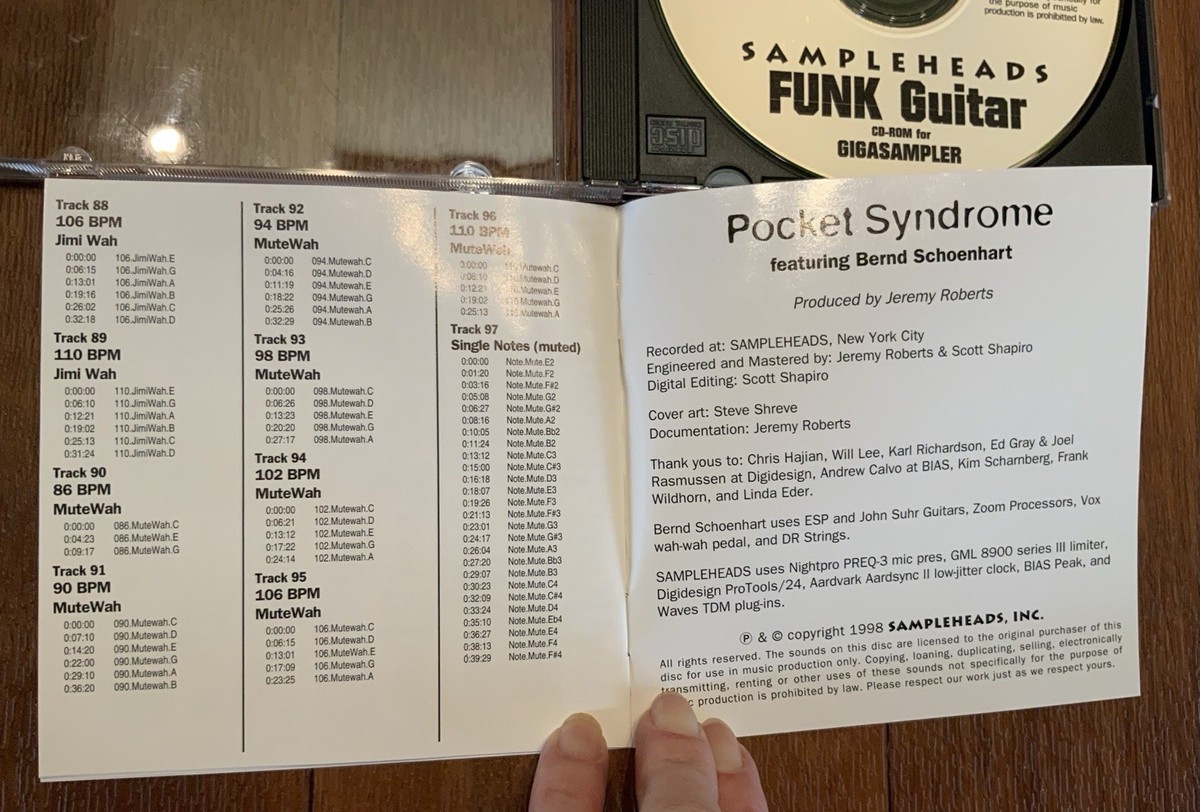 the purpose of music
production is prohibited by law.
SAMPLEHEADS
FUNK Guitar
CD-ROM for
GIGASAMPLER
Track 88
106 BPM
Jimi Wah
0:00:00 106.JimiWah.E
0:06:15 106.JimiWah.G
0:13:01 106.JimiWah.A
0:19:16 106.JimiWah.B
0:26:02 106.JimiWah.C
0:32:18 106.JimiWah.D
Track 89
110 BPM
Jimi Wah
0:00:00 110.JimiWah.E
0:06:10 110.JimiWah.G
0:12:21 110.JimiWah.A
0:19:02 110.JimiWah.B
0:25:13 110.JimiWah.C
0:31:24 110.JimiWah.D
Track 90
86 BPM
MuteWah
0:00:00 086.MuteWah.C
0:04:23 086.MuteWah.E
0:09:17 086.MuteWah.G
Track 91
90 BPM
MuteWah
0:00:00 090.Mutewah.C
0:07:10 090.Mutewah.D
0:14:20 090.Mutewah.E
0:22:00 090.Mutewah.G
0:29:10 090.Mutewah.A
0:36:20 090.Mutewah.B
Track 92
94 BPM
MuteWah
0:00:00 094.Mutewah.C
0:04:16 094.Mutewah.D
0:11:19 094.Mutewah.E
0:18:22 094.Mutewah.G
0:25:26 094.Mutewah.A
0:32:29 094.Mutewah.B
Track 93
98 BPM
MuteWah
0:00:00 098.Mutewah.C
0:06:26 098.Mutewah.D
0:13:23 098.Mutewah.E
0:20:20 098.Mutewah.G
0:27:17 098.Mutewah.A
Track 94
102 BPM
MuteWah
0:00:00 102.Mutewah.C
0:06:21 102.Mutewah.D
0:13:12 102.Mutewah.E
0:17:22 102.Mutewah.G
0:24:14 102.Mutewah.A
Track 95
106 BPM
MuteWah
0:00:00 106.Mutewah.C
0:06:15 106.Mutewah.D
0:13:01 106.MuteWah.E
0:17:09 106.Mutewah.G
0:23:25 106.Mutewah.A
Track 96
110 BPM
MuteWah
0:00:00 Mutewah.C
0:06:10 Mutewah.D
0:12:21 Mutewah.E
0:19:02 Mutewah.G
0:25:13 Mutewah.A
Track 97
Single Notes (muted)
0:00:00 Note.Mute.E2
0:01:20 Note.Mute.F2
0:03:16 Note.Mute.F#2
0:05:08 Note.Mute.G2
0:06:27 Note.Mute.G#2
0:08:16 Note.Mute.A2
0:10:05 Note.Mute.Bb2
0:11:24 Note.Mute.B2
0:13:12 Note.Mute.C3
0:15:00 Note.Mute.C#3
0:16:18 Note.Mute.D3
0:18:07 Note.Mute.E3
0:19:26 Note.Mute.F3
0:21:13 Note.Mute.F#3
0:23:01 Note.Mute.G3
0:24:17 Note.Mute.G#3
0:26:04 Note.Mute.A3
0:27:20 Note.Mute.Bb3
0:29:07 Note.Mute.B3
0:30:23 Note.Mute.C4
0:32:09 Note.Mute.C#4
0:33:24 Note.Mute.D4
0:35:10 Note.Mute.Eb4
0:36:27 Note.Mute.E4
0:38:13 Note.Mute.F4
0:39:29 Note.Mute.F#4
Pocket Syndrome
featuring Bernd Schoenhart
Produced by Jeremy Roberts
Recorded at: SAMPLEHEADS, New York City
Engineered and Mastered by: Jeremy Roberts & Scott Shapiro
Digital Editing: Scott Shapiro
Cover art: Steve Shreve
Documentation: Jeremy Roberts
Thank yous to: Chris Hajian, Will Lee, Karl Richardson, Ed Gray & Joel
Rasmussen at Digidesign, Andrew Calvo at BIAS, Kim Scharnberg, Frank
Wildhorn, and Linda Eder.
Bernd Schoenhart uses ESP and John Suhr Guitars, Zoom Processors, Vox
wah-wah pedal, and DR Strings.
SAMPLEHEADS uses Nightpro PREQ-3 mic pres, GML 8900 series III limiter,
Digidesign ProTools/24, Aardvark Aardsync II low-jitter clock, BIAS Peak, and
Waves TDM plug-ins.
Ⓟ & © copyright 1998 SAMPLEHEADS, INC.
All rights reserved. The sounds on this disc are licensed to the original purchaser of this
disc for use in music production only. Copying, loaning, duplicating, selling, electronically
transmitting, renting or other uses of these sounds not specifically for the purpose of
production is prohibited by law. Please respect our work just as we respect yours.